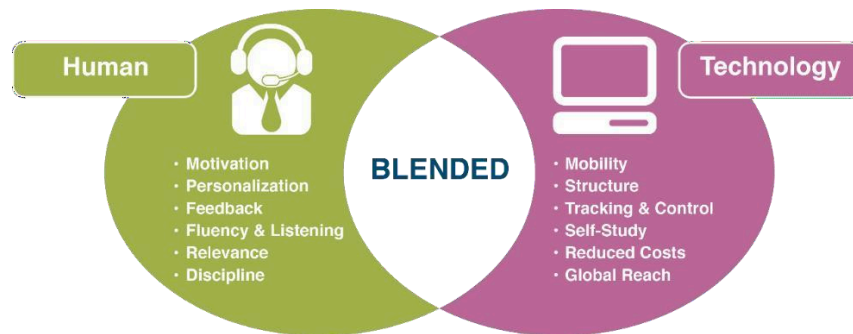 Human
Technology
BLENDED
· Motivation
· Personalization
· Feedback
· Fluency & Listening
· Relevance
· Discipline
· Mobility
· Structure
· Tracking & Control
· Self-Study
· Reduced Costs
· Global Reach